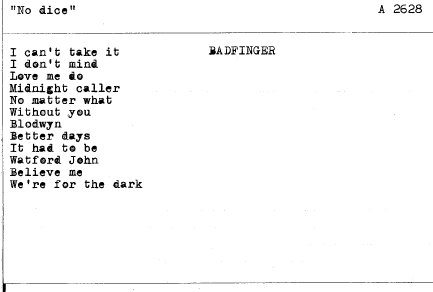 "No dice" A 2628
I can't take it BADFINGER
I don't mind
Love me do
Midnight caller
No matter what
Without you
Blodwyn
Better days
It had to be
Watford John
Believe me
We're for the dark